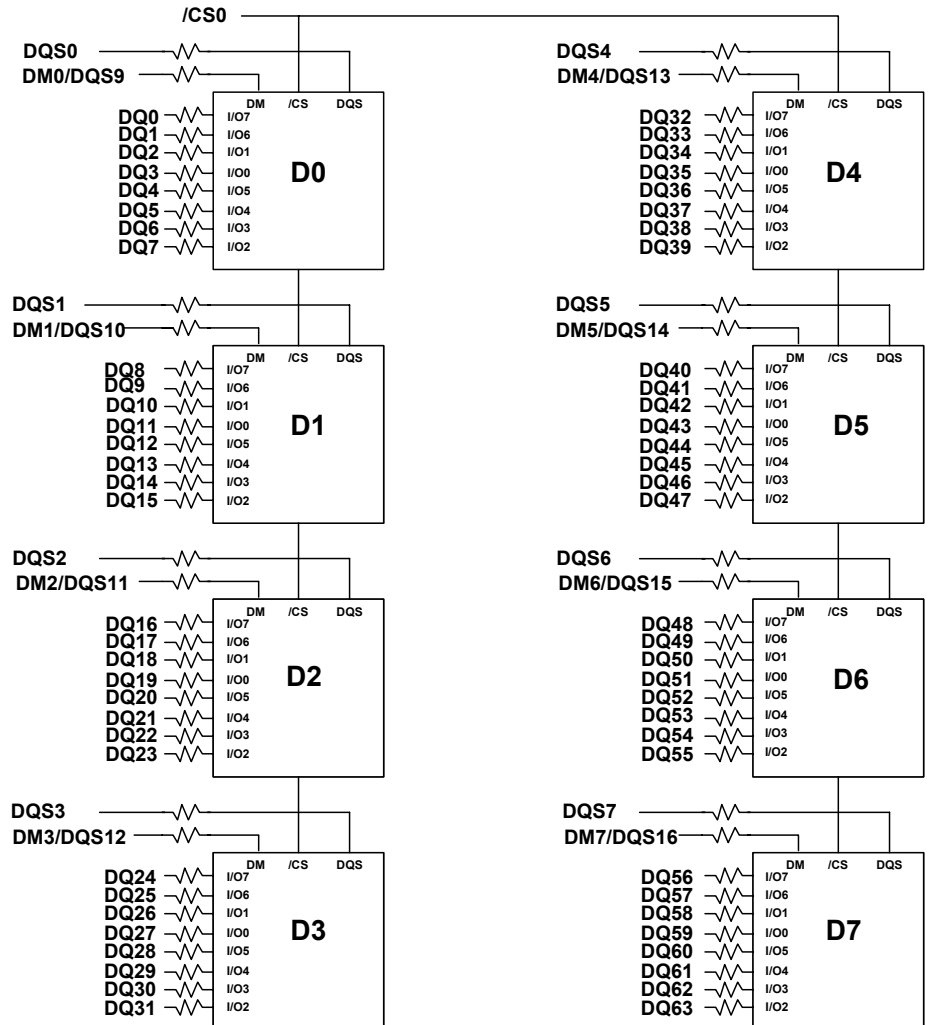 /CS0
DQS0
DM0/DQS9
DM /CS DQS
DQ0 I/O7
DQ1 I/O6
DQ2 I/O1
DQ3 I/O0
DQ4 I/O5
DQ5 I/O4
DQ6 I/O3
DQ7 I/O2
D0
DQS1
DM1/DQS10
DM /CS DQS
DQ8 I/O7
DQ9 I/O6
DQ10 I/O1
DQ11 I/O0
DQ12 I/O5
DQ13 I/O4
DQ14 I/O3
DQ15 I/O2
D1
DQS2
DM2/DQS11
DM /CS DQS
DQ16 I/O7
DQ17 I/O6
DQ18 I/O1
DQ19 I/O0
DQ20 I/O5
DQ21 I/O4
DQ22 I/O3
DQ23 I/O2
D2
DQS3
DM3/DQS12
DM /CS DQS
DQ24 I/O7
DQ25 I/O6
DQ26 I/O1
DQ27 I/O0
DQ28 I/O5
DQ29 I/O4
DQ30 I/O3
DQ31 I/O2
D3
DQS4
DM4/DQS13
DM /CS DQS
DQ32 I/O7
DQ33 I/O6
DQ34 I/O1
DQ35 I/O0
DQ36 I/O5
DQ37 I/O4
DQ38 I/O3
DQ39 I/O2
D4
DQS5
DM5/DQS14
DM /CS DQS
DQ40 I/O7
DQ41 I/O6
DQ42 I/O1
DQ43 I/O0
DQ44 I/O5
DQ45 I/O4
DQ46 I/O3
DQ47 I/O2
D5
DQS6
DM6/DQS15
DM /CS DQS
DQ48 I/O7
DQ49 I/O6
DQ50 I/O1
DQ51 I/O0
DQ52 I/O5
DQ53 I/O4
DQ54 I/O3
DQ55 I/O2
D6
DQS7
DM7/DQS16
DM /CS DQS
DQ56 I/O7
DQ57 I/O6
DQ58 I/O1
DQ59 I/O0
DQ60 I/O5
DQ61 I/O4
DQ62 I/O3
DQ63 I/O2
D7